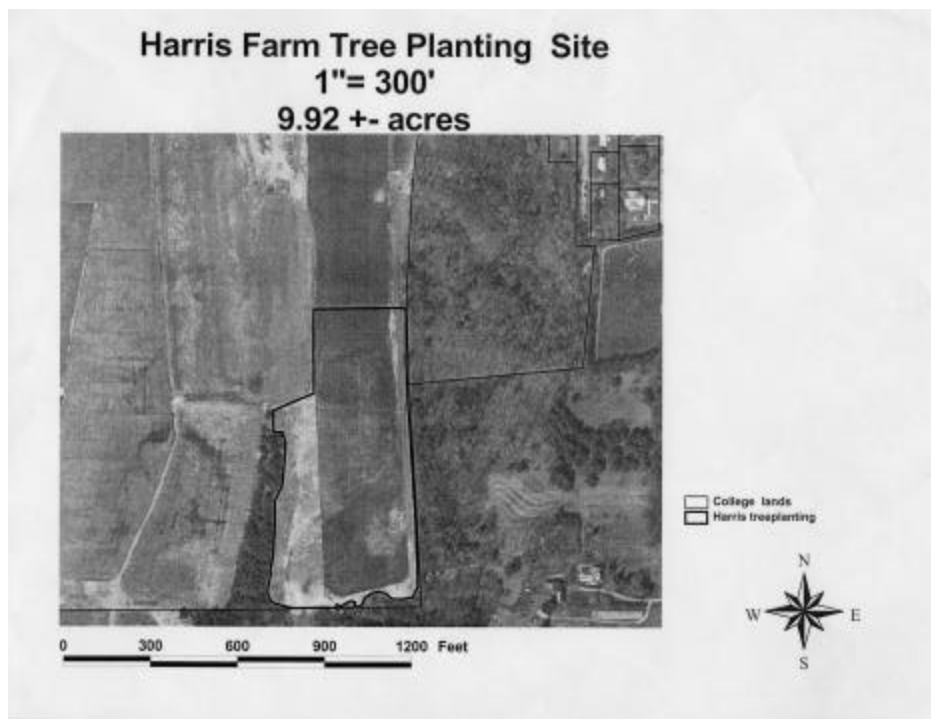 Harris Farm Tree Planting Site
1"= 300'
9.92 +- acres
College lands
Harris treeplanting
N
W E
S
0 300 600 900 1200 Feet